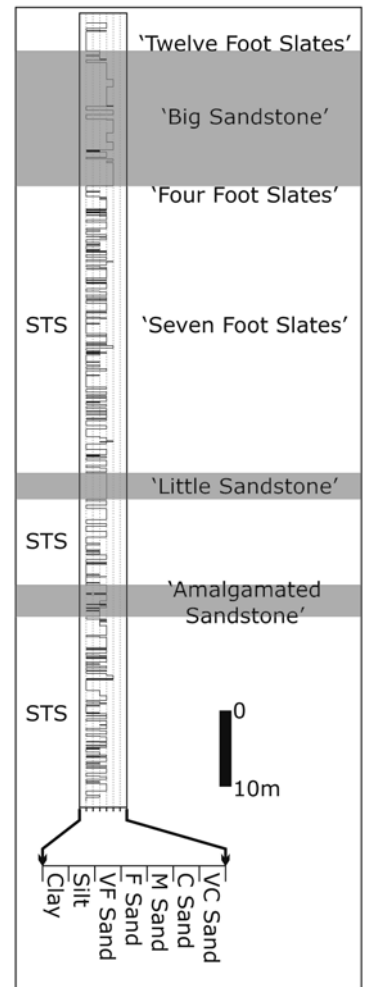 ‘Twelve Foot Slates’
‘Big Sandstone’
‘Four Foot Slates’
STS
‘Seven Foot Slates’
‘Little Sandstone’
STS
‘Amalgamated
Sandstone’
STS
0
10m
Clay
Silt
VF Sand
F Sand
M Sand
C Sand
VC Sand